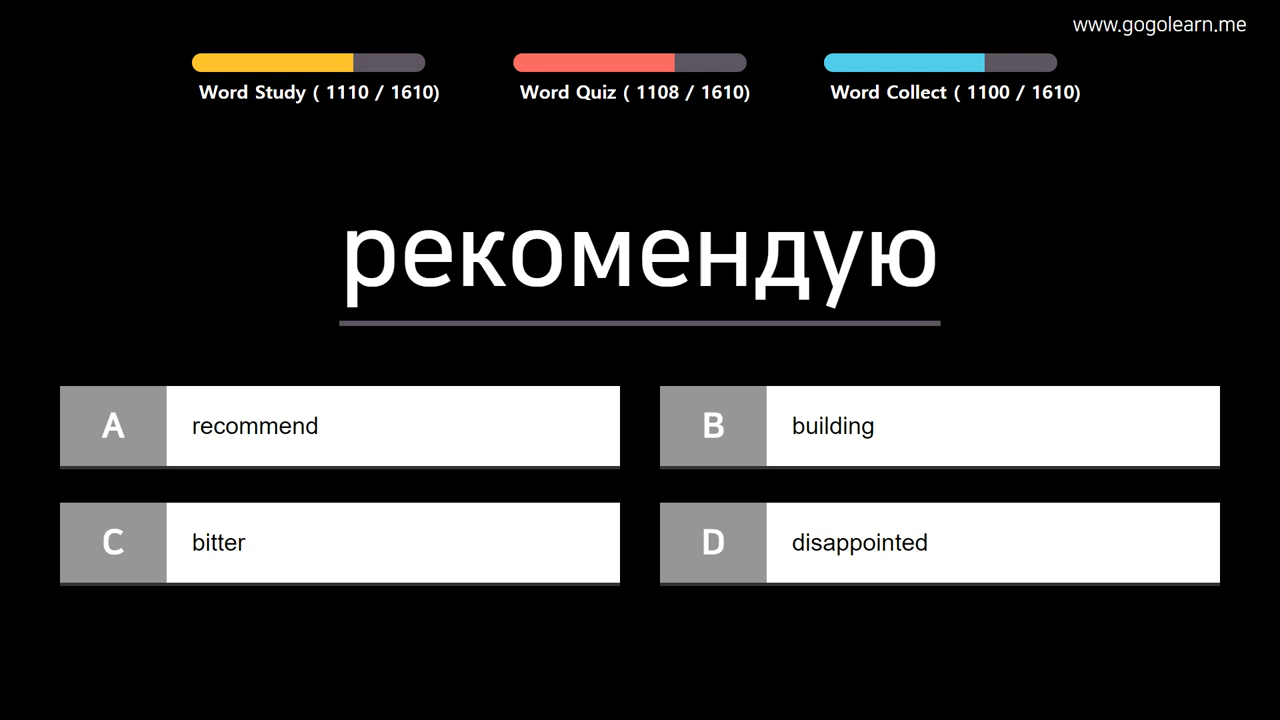 www.gogolearn.me
Word Study ( 1110 / 1610)
Word Quiz ( 1108 / 1610)
Word Collect ( 1100 / 1610)
рекомендую
A recommend
B building
C bitter
D disappointed